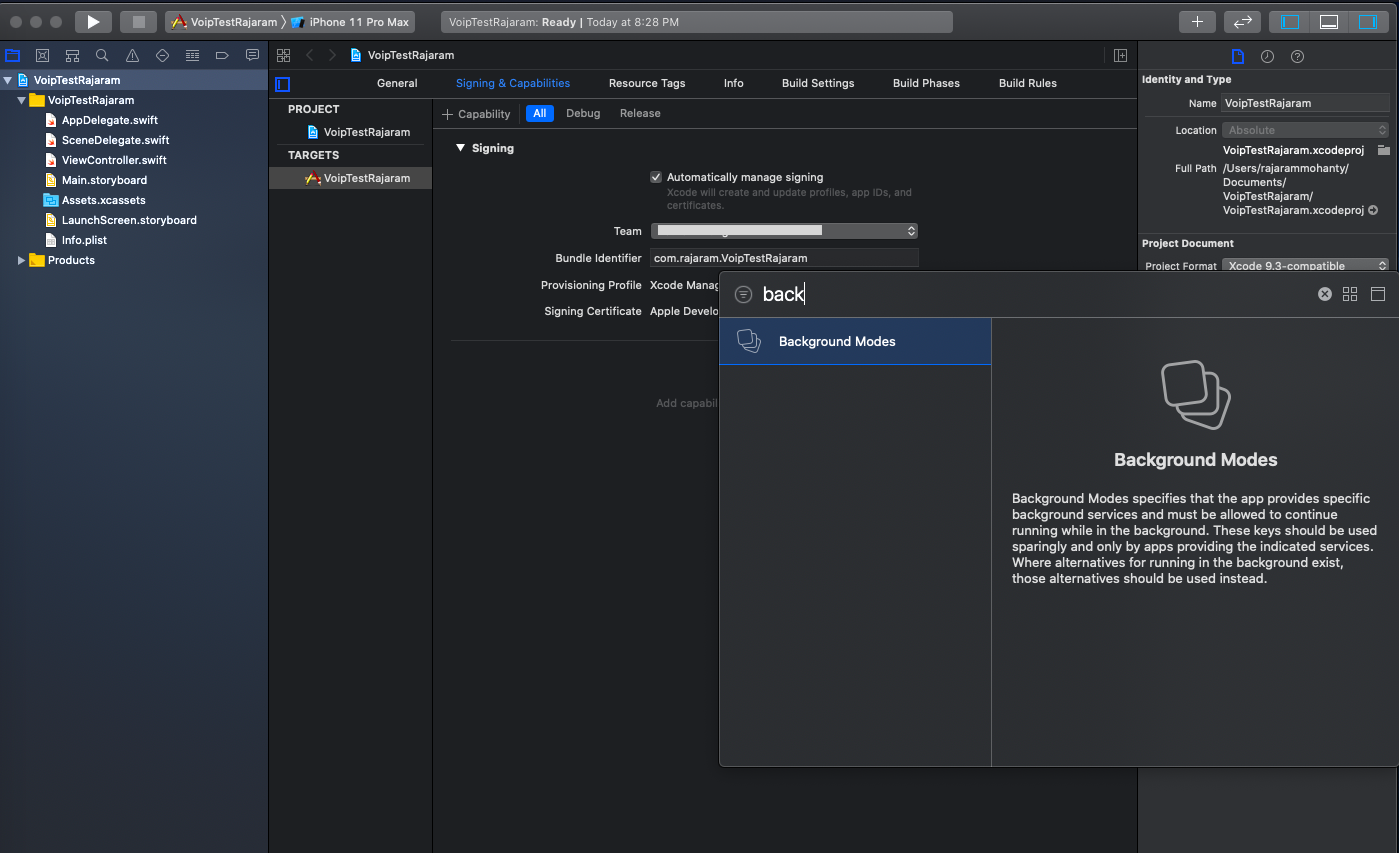 VoipTestRajaram
iPhone 11 Pro Max
VoipTestRajaram: Ready | Today at 8:28 PM
VoipTestRajaram
VoipTestRajaram
AppDelegate.swift
SceneDelegate.swift
ViewController.swift
Main.storyboard
Assets.xcassets
LaunchScreen.storyboard
Info.plist
Products
VoipTestRajaram
General
Signing & Capabilities
Resource Tags
Info
Build Settings
Build Phases
Build Rules
PROJECT
VoipTestRajaram
TARGETS
VoipTestRajaram
+ Capability
All
Debug
Release
Signing
Automatically manage signing
Xcode will create and update profiles, app IDs, and
certificates.
Team
Bundle Identifier com.rajaram.VoipTestRajaram
Provisioning Profile Xcode Manag
Signing Certificate Apple Develo
Add capabil
Identity and Type
Name VoipTestRajaram
Location Absolute
VoipTestRajaram.xcodeproj
Full Path /Users/rajarammohanty/
Documents/
VoipTestRajaram/
VoipTestRajaram.xcodeproj
Project Document
Project Format Xcode 9.3-compatible
back
Background Modes
Background Modes
Background Modes specifies that the app provides specific
background services and must be allowed to continue
running while in the background. These keys should be used
sparingly and only by apps providing the indicated services.
Where alternatives for running in the background exist,
those alternatives should be used instead.